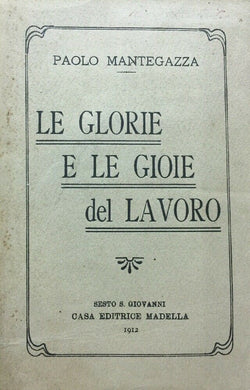 PAOLO MANTEGAZZA
LE GLORIE
E LE GIOIE
del LAVORO
SESTO S. GIOVANNI
CASA EDITRICE MADELLA
1912